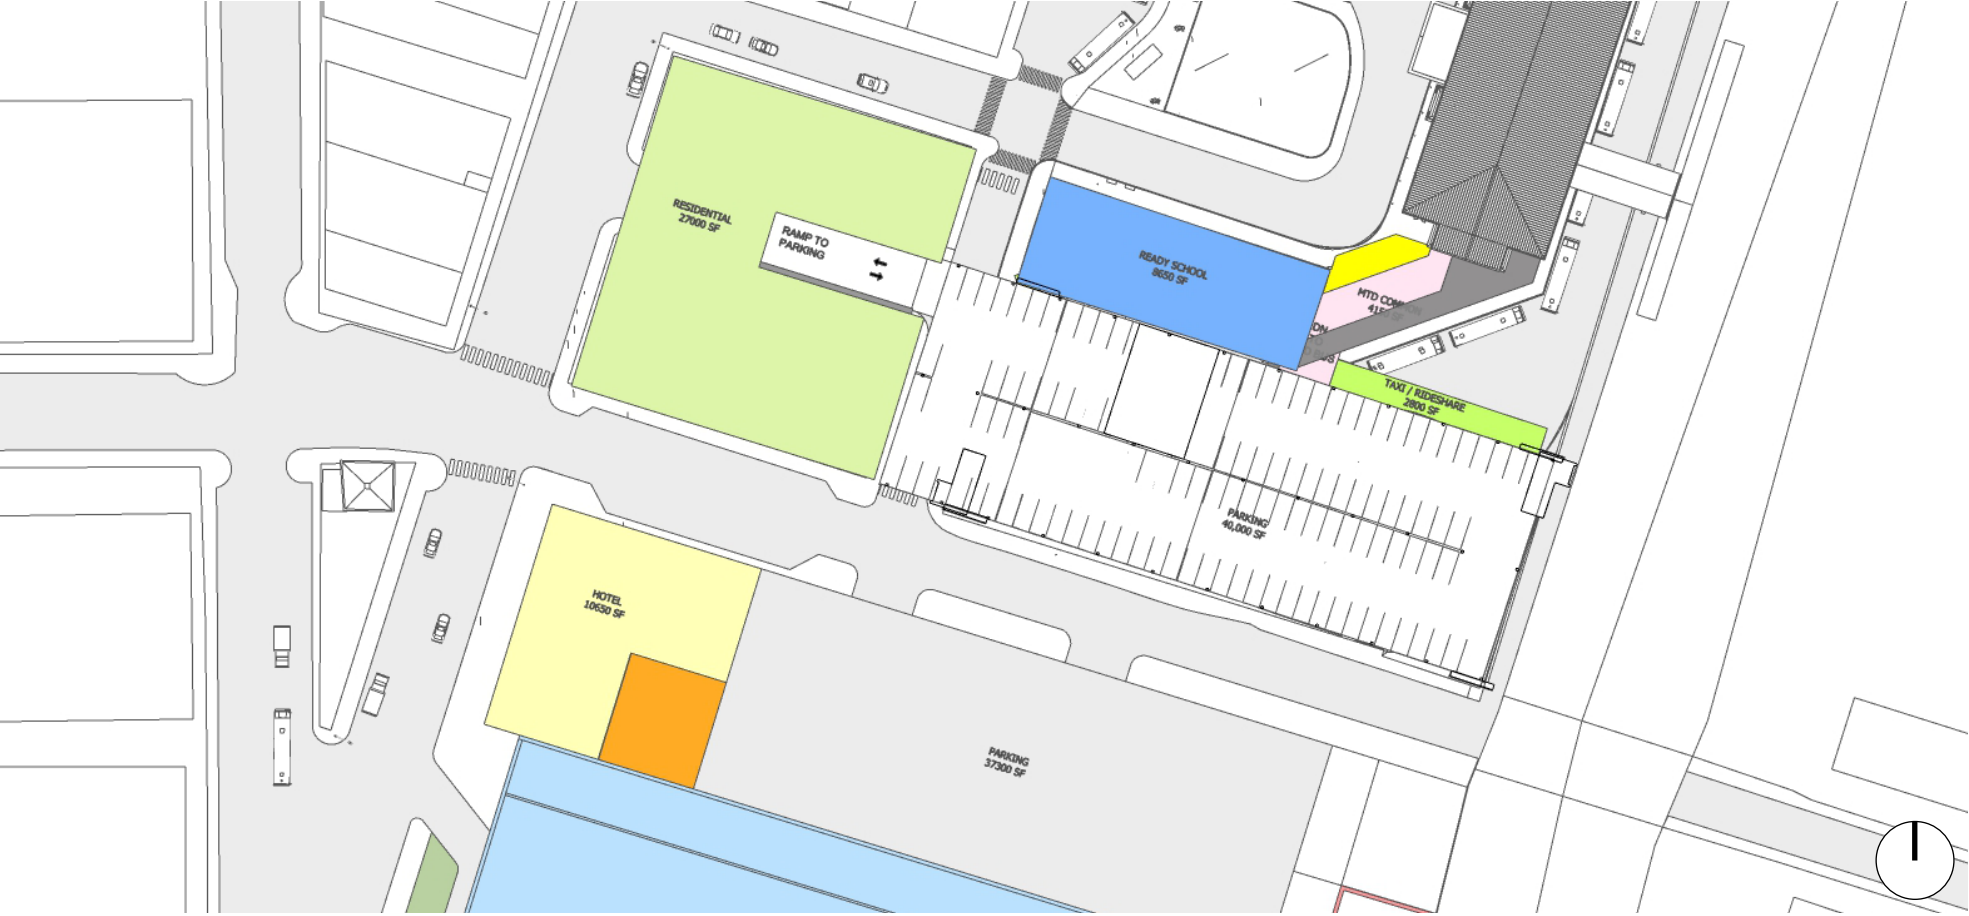 RESIDENTIAL
27000 SF
RAMP TO
PARKING
READY SCHOOL
8650 SF
MTD COMMON
TAXI / RIDESHARE
2800 SF
PARKING
40,000 SF
HOTEL
10650 SF
PARKING
37300 SF